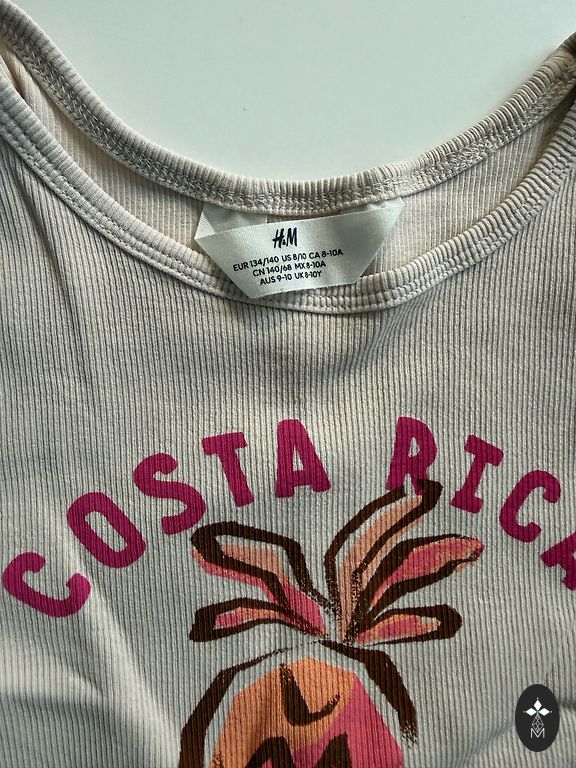 H&M
EUR 134/140 US 8/10 CA 8-10A
CN 140/68 MX 8-10A
AUS 9-10 UK 8-10Y
COSTA RICA
M